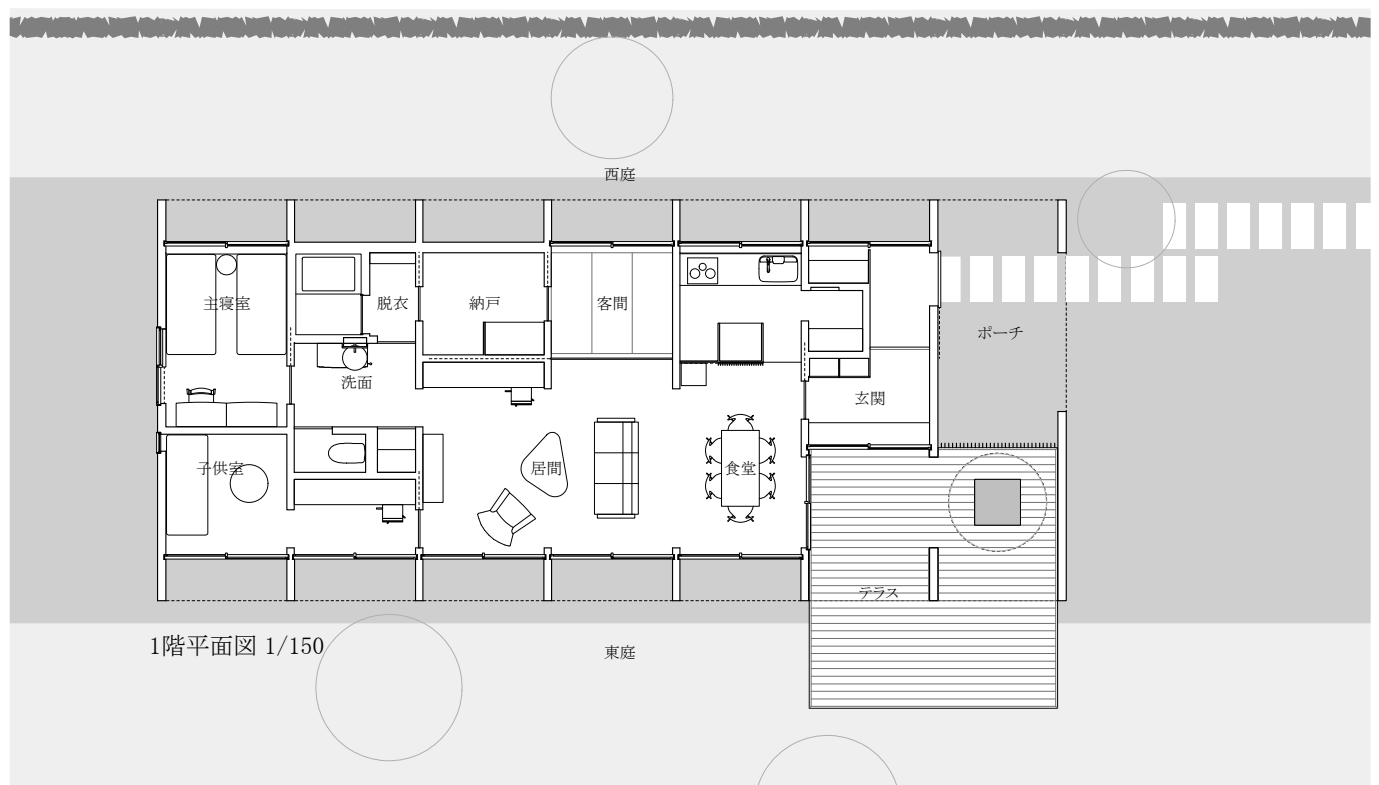 西庭
主寝室
脱衣
納戸
客間
ポーチ
洗面
玄関
子供室
居間
食堂
テラス
1階平面図 1/150
東庭